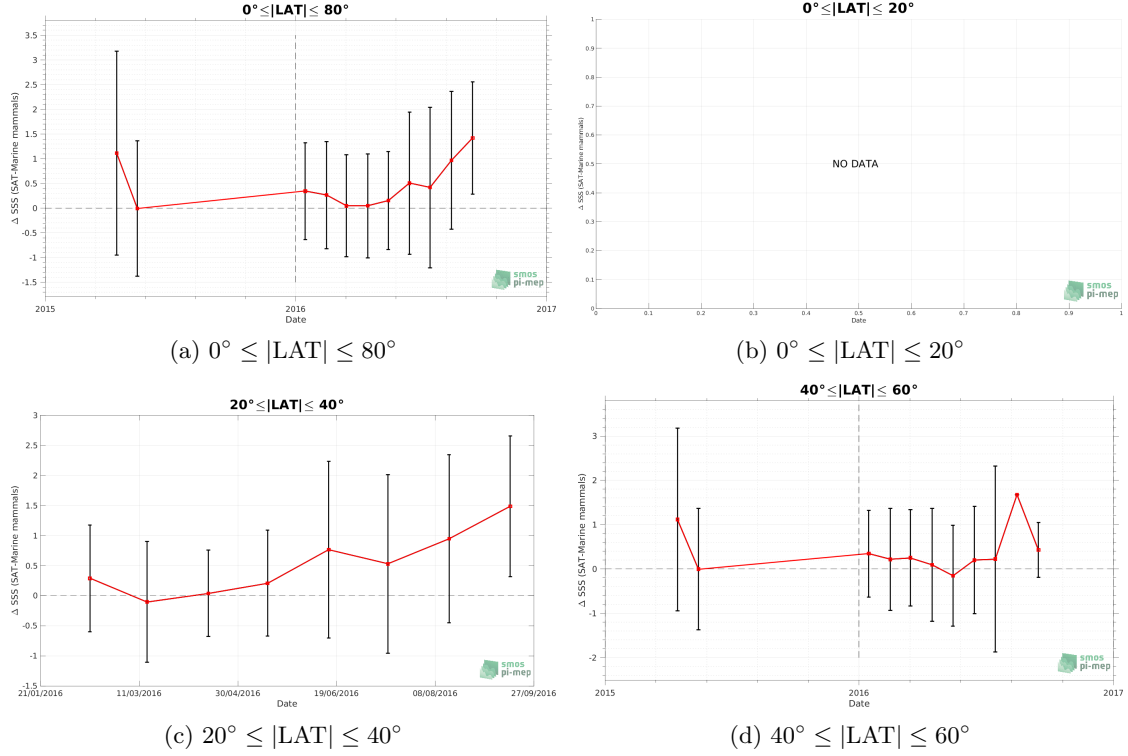 0°≤|LAT|≤ 80°
3.5
3
2.5
2
1.5
1
0.5
0
-0.5
-1
-1.5
Δ SSS (SAT-Marine mammals)
2015
2016
2017
Date
smos
pi-mep
(a) 0° ≤ |LAT| ≤ 80°
0°≤|LAT|≤ 20°
1
0.9
0.8
0.7
0.6
0.5
0.4
0.3
0.2
0.1
0
Δ SSS (SAT-Marine mammals)
NO DATA
0
0.1
0.2
0.3
0.4
0.5
0.6
0.7
0.8
0.9
1
Date
smos
pi-mep
(b) 0° ≤ |LAT| ≤ 20°
20°≤|LAT|≤ 40°
3
2.5
2
1.5
1
0.5
0
-0.5
-1
-1.5
Δ SSS (SAT-Marine mammals)
21/01/2016
11/03/2016
30/04/2016
19/06/2016
08/08/2016
27/09/2016
Date
smos
pi-mep
(c) 20° ≤ |LAT| ≤ 40°
40°≤|LAT|≤ 60°
3
2
1
0
-1
-2
Δ SSS (SAT-Marine mammals)
2015
2016
2017
Date
smos
pi-mep
(d) 40° ≤ |LAT| ≤ 60°